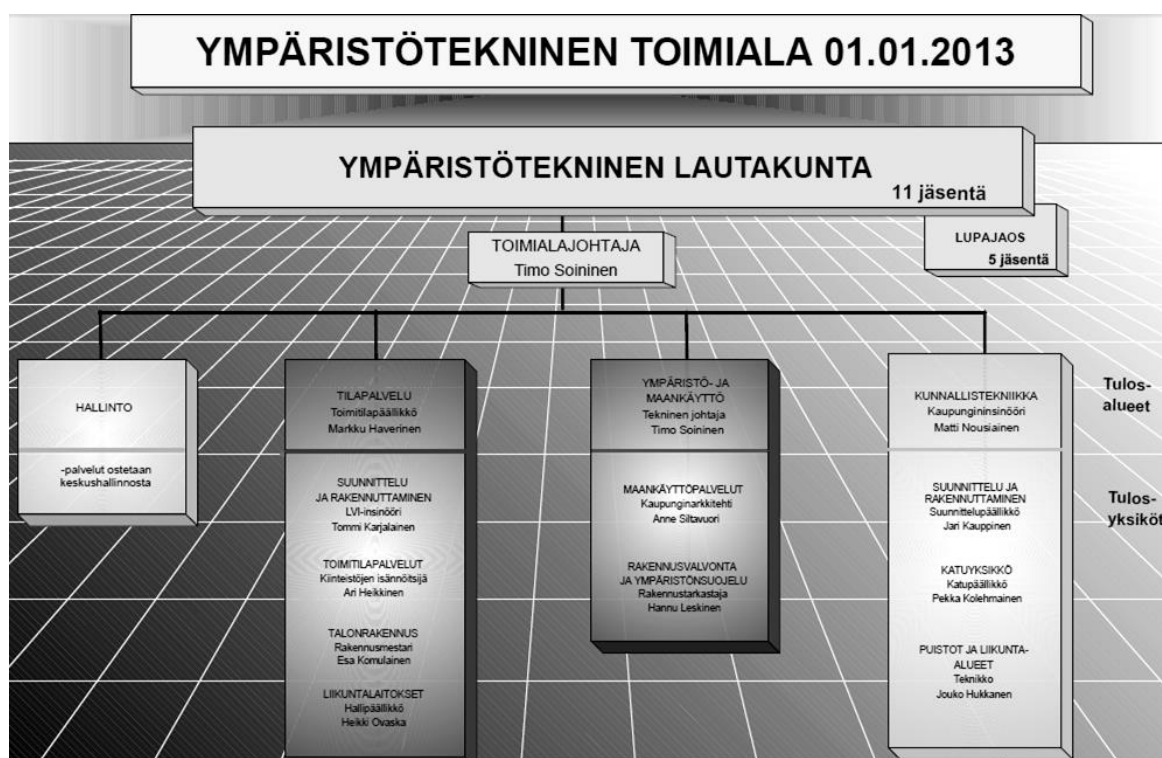 YMPÄRISTÖTEKNINEN TOIMIALA 01.01.2013
YMPÄRISTÖTEKNINEN LAUTAKUNTA
11 jäsentä
TOIMIALAJOHTAJA
Timo Soininen
LUPAJAOS
5 jäsentä
HALLINTO
-palvelut ostetaan
keskushallinnosta
TILAPALVELU
Toimitilapäällikkö
Markku Haverinen
SUUNNITTELU
JA RAKENNUTTAMINEN
LVI-insinööri
Tommi Karjalainen
TOIMITILAPALVELUT
Kiinteistöjen isännöitsijä
Ari Heikkinen
TALONRAKENNUS
Rakennusmestari
Esa Komulainen
LIIKUNTALAITOKSET
Hallipäällikkö
Heikki Ovaska
YMPÄRISTÖ- JA
MAANKÄYTTÖ
Tekninen johtaja
Timo Soininen
MAANKÄYTTÖPALVELUT
Kaupunginarkkitehti
Anne Siltavuori
RAKENNUSVALVONTA
JA YMPÄRISTÖNSUOJELU
Rakennustarkastaja
Hannu Leskinen
KUNNALLISTEKNIIKKA
Kaupungininsinööri
Matti Nousiainen
SUUNNITTELU JA
RAKENNUTTAMINEN
Suunnittelupäällikkö
Jari Kauppinen
KATUYKSIKKÖ
Katupäällikkö
Pekka Kolehmainen
PUISTOT JA LIIKUNTA-
ALUEET
Teknikko
Jouko Hukkanen
Tulos-
alueet
Tulos-
yksiköt